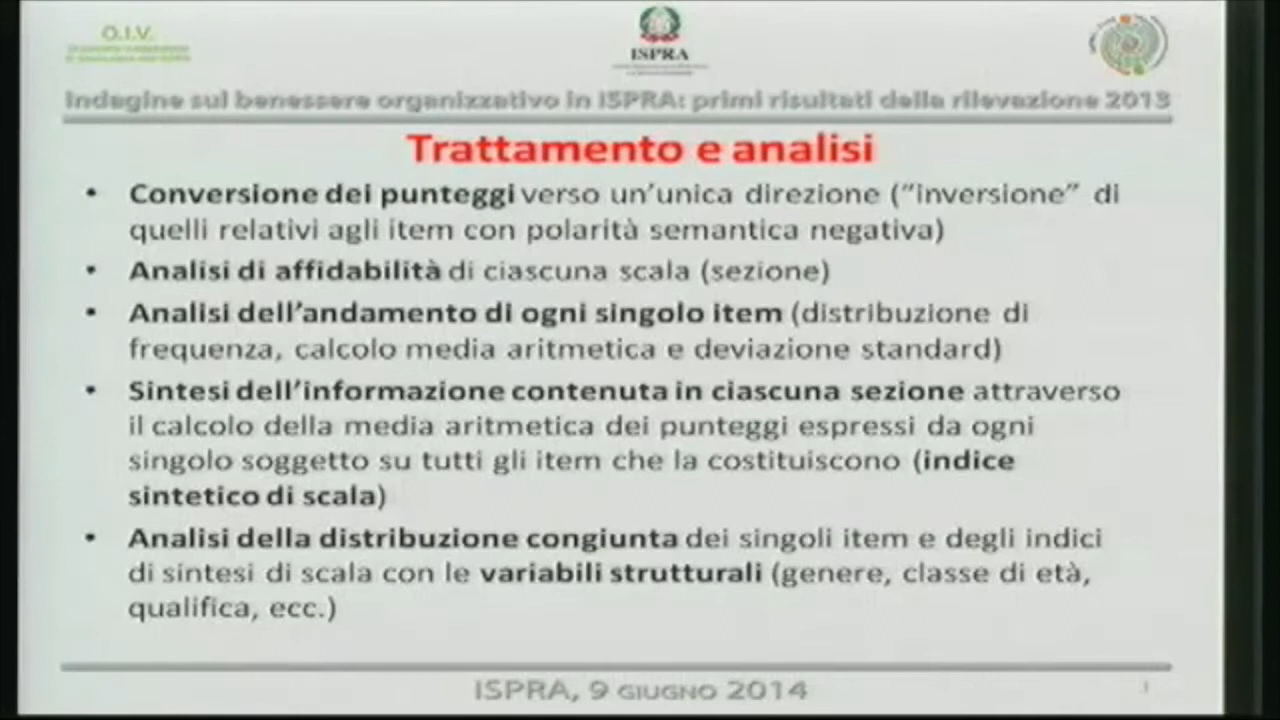 O.I.V.
ISPRA
Indagine sul benessere organizzativo in ISPRA: primi risultati della rilevazione 2013
Trattamento e analisi
• Conversione dei punteggi verso un’unica direzione (“inversione” di
quelli relativi agli item con polarità semantica negativa)
• Analisi di affidabilità di ciascuna scala (sezione)
• Analisi dell’andamento di ogni singolo item (distribuzione di
frequenza, calcolo media aritmetica e deviazione standard)
• Sintesi dell’informazione contenuta in ciascuna sezione attraverso
il calcolo della media aritmetica dei punteggi espressi da ogni
singolo soggetto su tutti gli item che la costituiscono (indice
sintetico di scala)
• Analisi della distribuzione congiunta dei singoli item e degli indici
di sintesi di scala con le variabili strutturali (genere, classe di età,
qualifica, ecc.)
ISPRA, 9 GIUGNO 2014